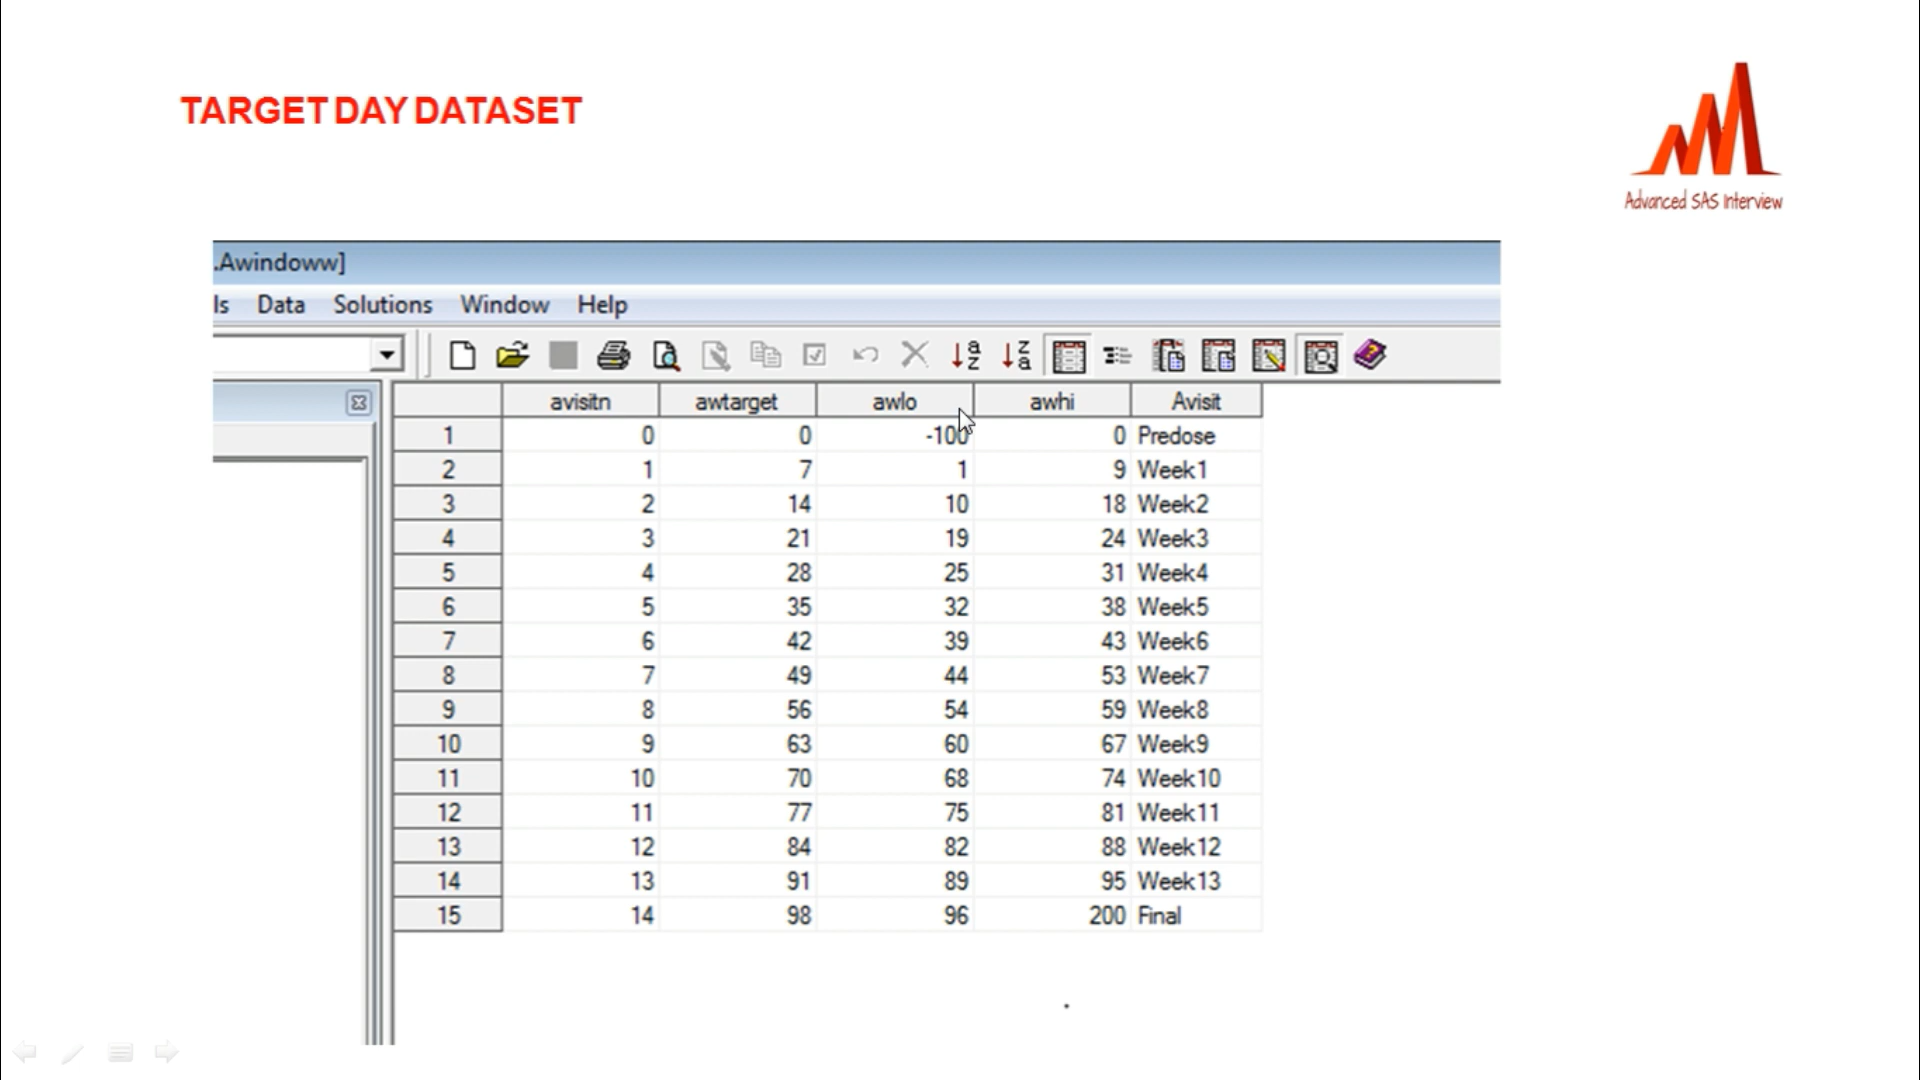 TARGET DAY DATASET
Advanced SAS Interview
.Awindoww]
ls Data Solutions Window Help
avisitn awtarget awlo awhi Avisit
1 0 0 -100 0 Predose
2 1 7 1 9 Week1
3 2 14 10 18 Week2
4 3 21 19 24 Week3
5 4 28 25 31 Week4
6 5 35 32 38 Week5
7 6 42 39 43 Week6
8 7 49 44 53 Week7
9 8 56 54 59 Week8
10 9 63 60 67 Week9
11 10 70 68 74 Week10
12 11 77 75 81 Week11
13 12 84 82 88 Week12
14 13 91 89 95 Week13
15 14 98 96 200 Final